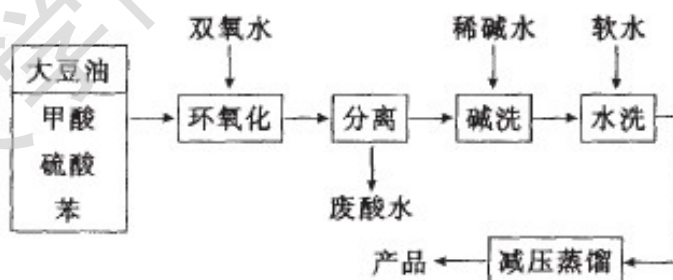 双氧水
稀碱水
软水
大豆油
甲酸
硫酸
苯
环氧化
分离
碱洗
水洗
废酸水
产品
减压蒸馏